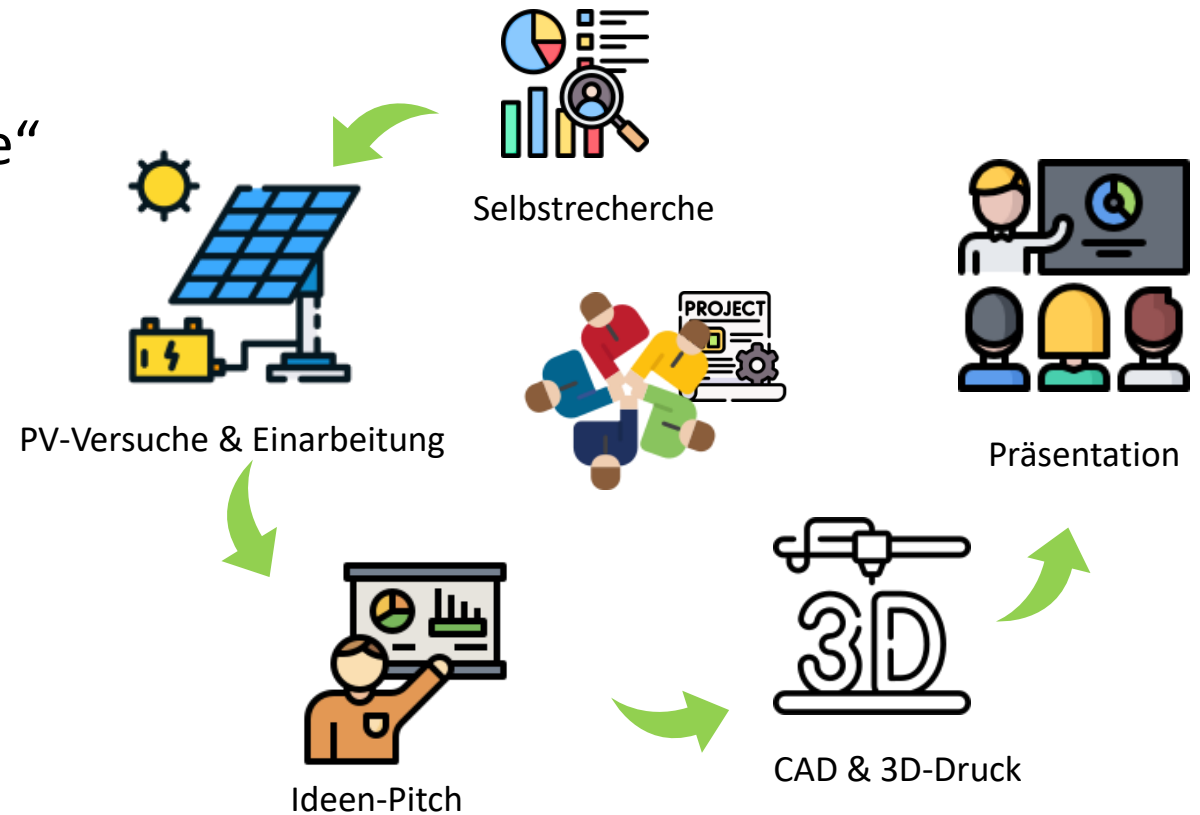 e“
Selbstrecherche
PV-Versuche & Einarbeitung
PROJECT
Präsentation
Ideen-Pitch
3D
CAD & 3D-Druck